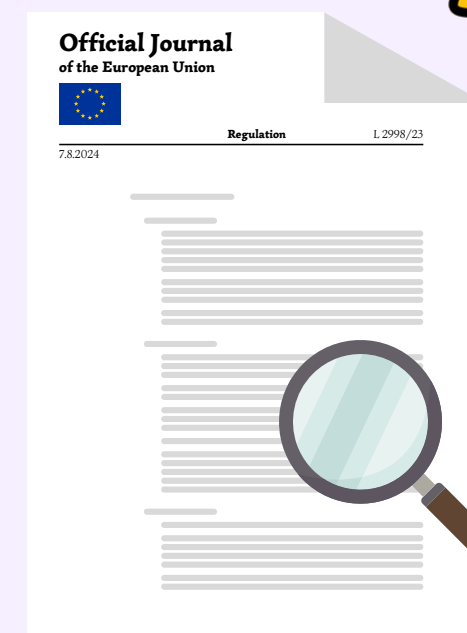 Official Journal
of the European Union
Regulation L 2998/23
7.8.2024